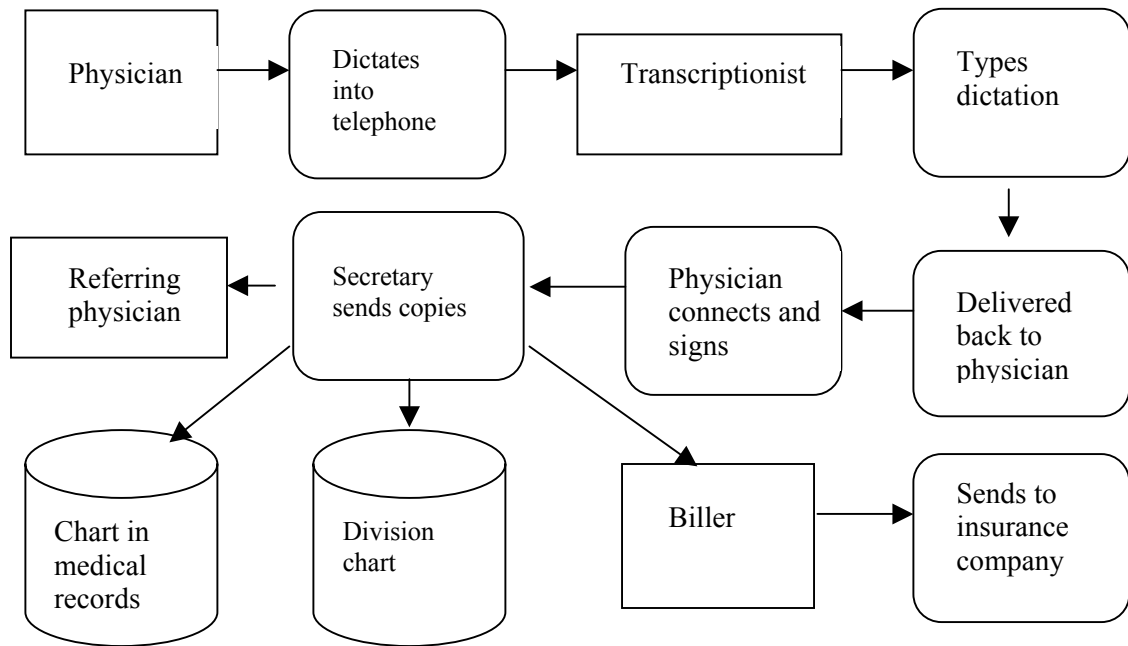 Physician
Dictates
into
telephone
Transcriptionist
Types
dictation
Referring
physician
Secretary
sends copies
Physician
connects and
signs
Delivered
back to
physician
Chart in
medical
records
Division
chart
Biller
Sends to
insurance
company